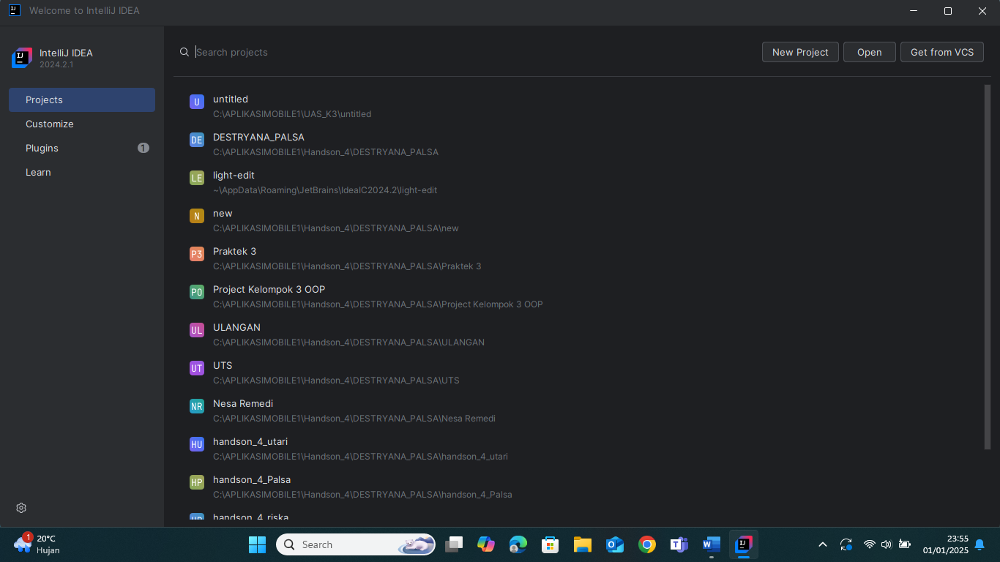 Welcome to IntelliJ IDEA
IntelliJ IDEA
2024.2.1
Projects
Customize
Plugins 1
Learn
Search projects
New Project Open Get from VCS
U untitled
C:\APLIKASIMOBILE1\UAS_K3\untitled
DE DESTRYANA_PALSA
C:\APLIKASIMOBILE1\Handson_4\DESTRYANA_PALSA
LE light-edit
~\AppData\Roaming\JetBrains\IdeaIC2024.2\light-edit
N new
C:\APLIKASIMOBILE1\Handson_4\DESTRYANA_PALSA\new
P3 Praktek 3
C:\APLIKASIMOBILE1\Handson_4\DESTRYANA_PALSA\Praktek 3
PO Project Kelompok 3 OOP
C:\APLIKASIMOBILE1\Handson_4\DESTRYANA_PALSA\Project Kelompok 3 OOP
UL ULANGAN
C:\APLIKASIMOBILE1\Handson_4\DESTRYANA_PALSA\ULANGAN
UT UTS
C:\APLIKASIMOBILE1\Handson_4\DESTRYANA_PALSA\UTS
NR Nesa Remedi
C:\APLIKASIMOBILE1\Handson_4\DESTRYANA_PALSA\Nesa Remedi
HU handson_4_utari
C:\APLIKASIMOBILE1\Handson_4\DESTRYANA_PALSA\handson_4_utari
HP handson_4_Palsa
C:\APLIKASIMOBILE1\Handson_4\DESTRYANA_PALSA\handson_4_Palsa
HR handson_4_riska
1 20°C
Hujan
Search
23:55
01/01/2025